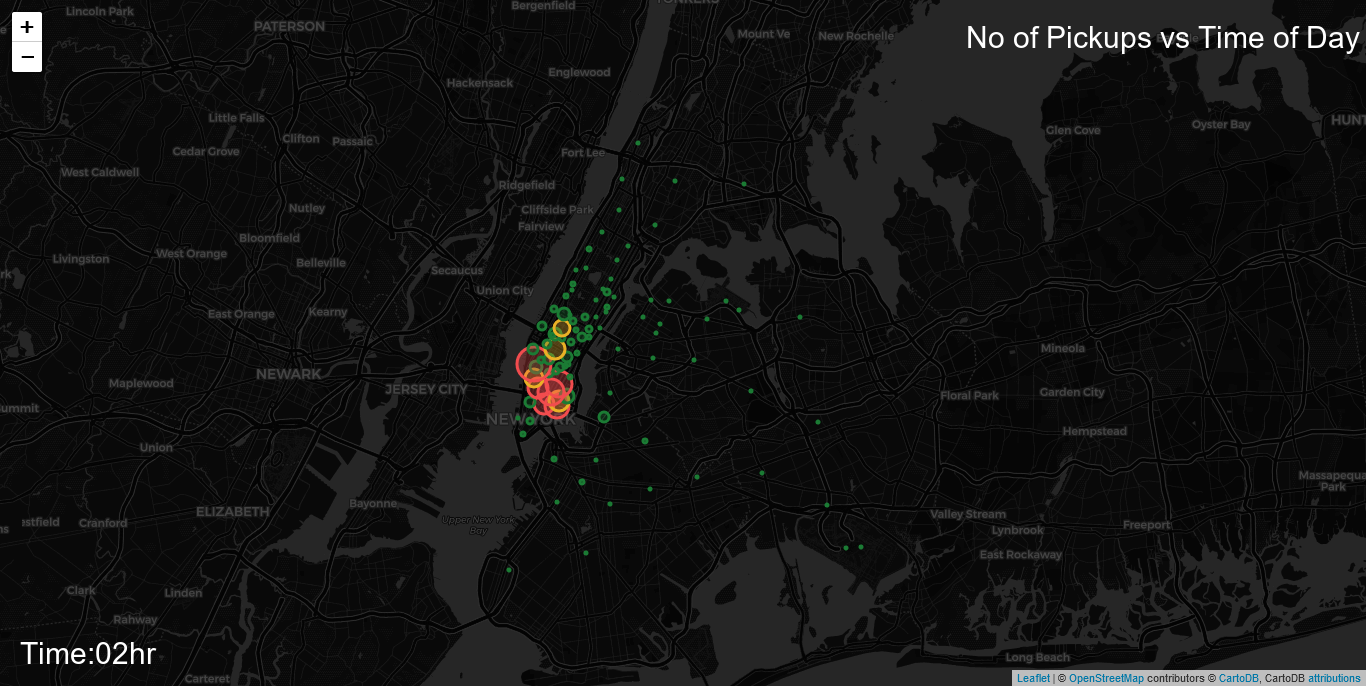 Lincoln Park
Bergenfield
+
PATERSON
Mount Ve
New Rochelle
No of Pickups vs Time of Day
−
Englewood
Hackensack
Little Falls
HUNT
Oyster Bay
Glen Cove
Clifton
Passaic
Cedar Grove
Fort Lee
West Caldwell
Ridgefield
Nutley
Cliffside Park
Fairview
Bloomfield
West Orange
Livingston
Belleville
Secaucus
Union City
East Orange
Kearny
Mineola
NEWARK
Maplewood
JERSEY CITY
Garden City
Floral Park
NEW YORK
Hempstead
Union
Massapequa
Park
Bayonne
ELIZABETH
Valley Stream
Upper New York
Bay
Cranford
Freeport
Lynbrook
East Rockaway
Clark
Linden
Rahway
Time:02hr
Long Beach
Carteret
Leaflet | © OpenStreetMap contributors © CartoDB, CartoDB attributions